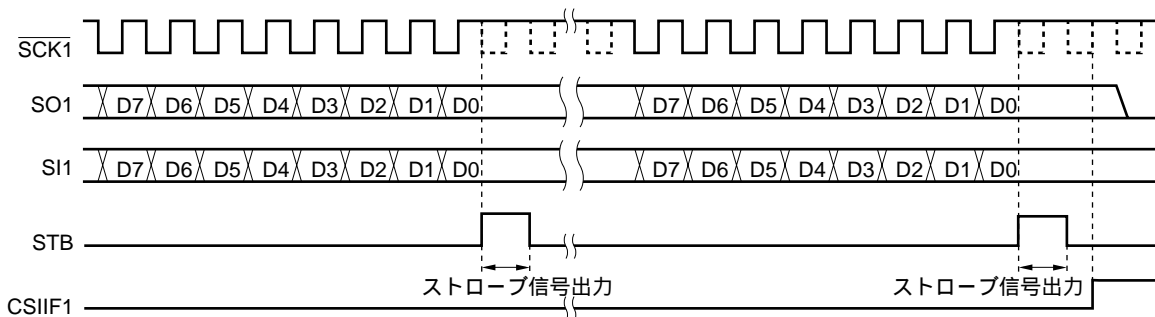 SCK1
SO1 D7 D6 D5 D4 D3 D2 D1 D0 D7 D6 D5 D4 D3 D2 D1 D0
SI1 D7 D6 D5 D4 D3 D2 D1 D0 D7 D6 D5 D4 D3 D2 D1 D0
STB
ストローブ信号出力 ストローブ信号出力
CSIIF1